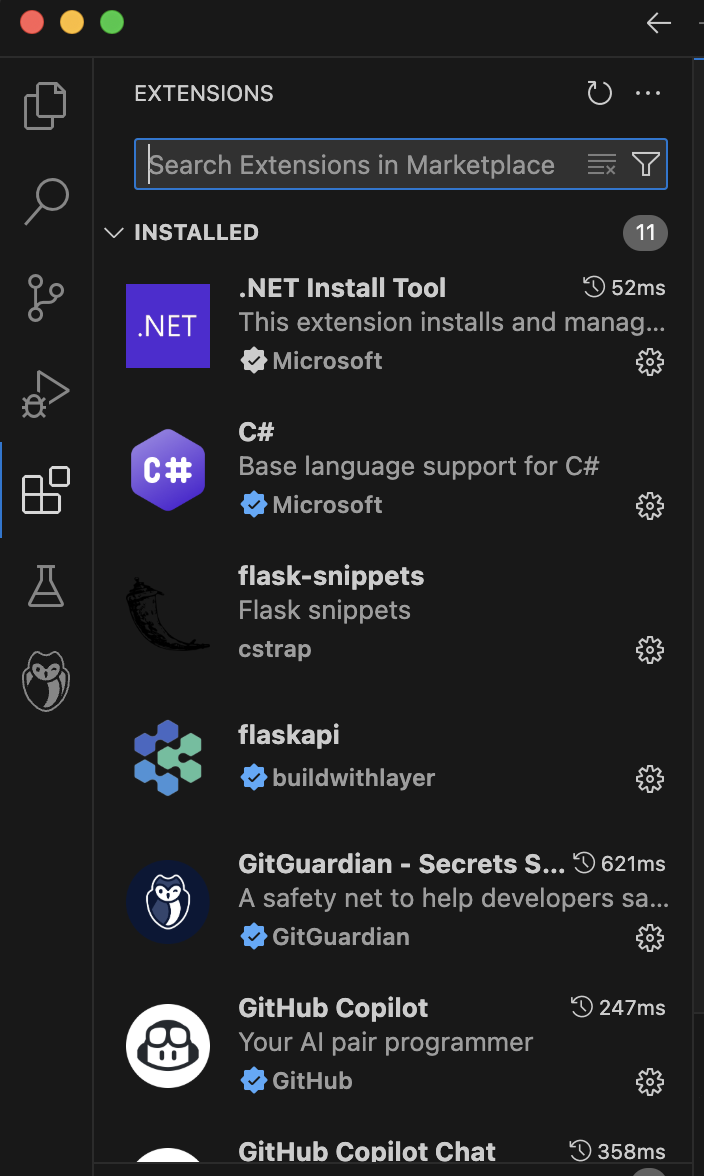 EXTENSIONS
Search Extensions in Marketplace
INSTALLED 11
.NET
.NET Install Tool 52ms
This extension installs and manag...
Microsoft
C#
C#
Base language support for C#
Microsoft
flask-snippets
Flask snippets
cstrap
flaskapi
buildwithlayer
GitGuardian - Secrets S... 621ms
A safety net to help developers sa...
GitGuardian
GitHub Copilot 247ms
Your AI pair programmer
GitHub
GitHub Copilot Chat 358ms